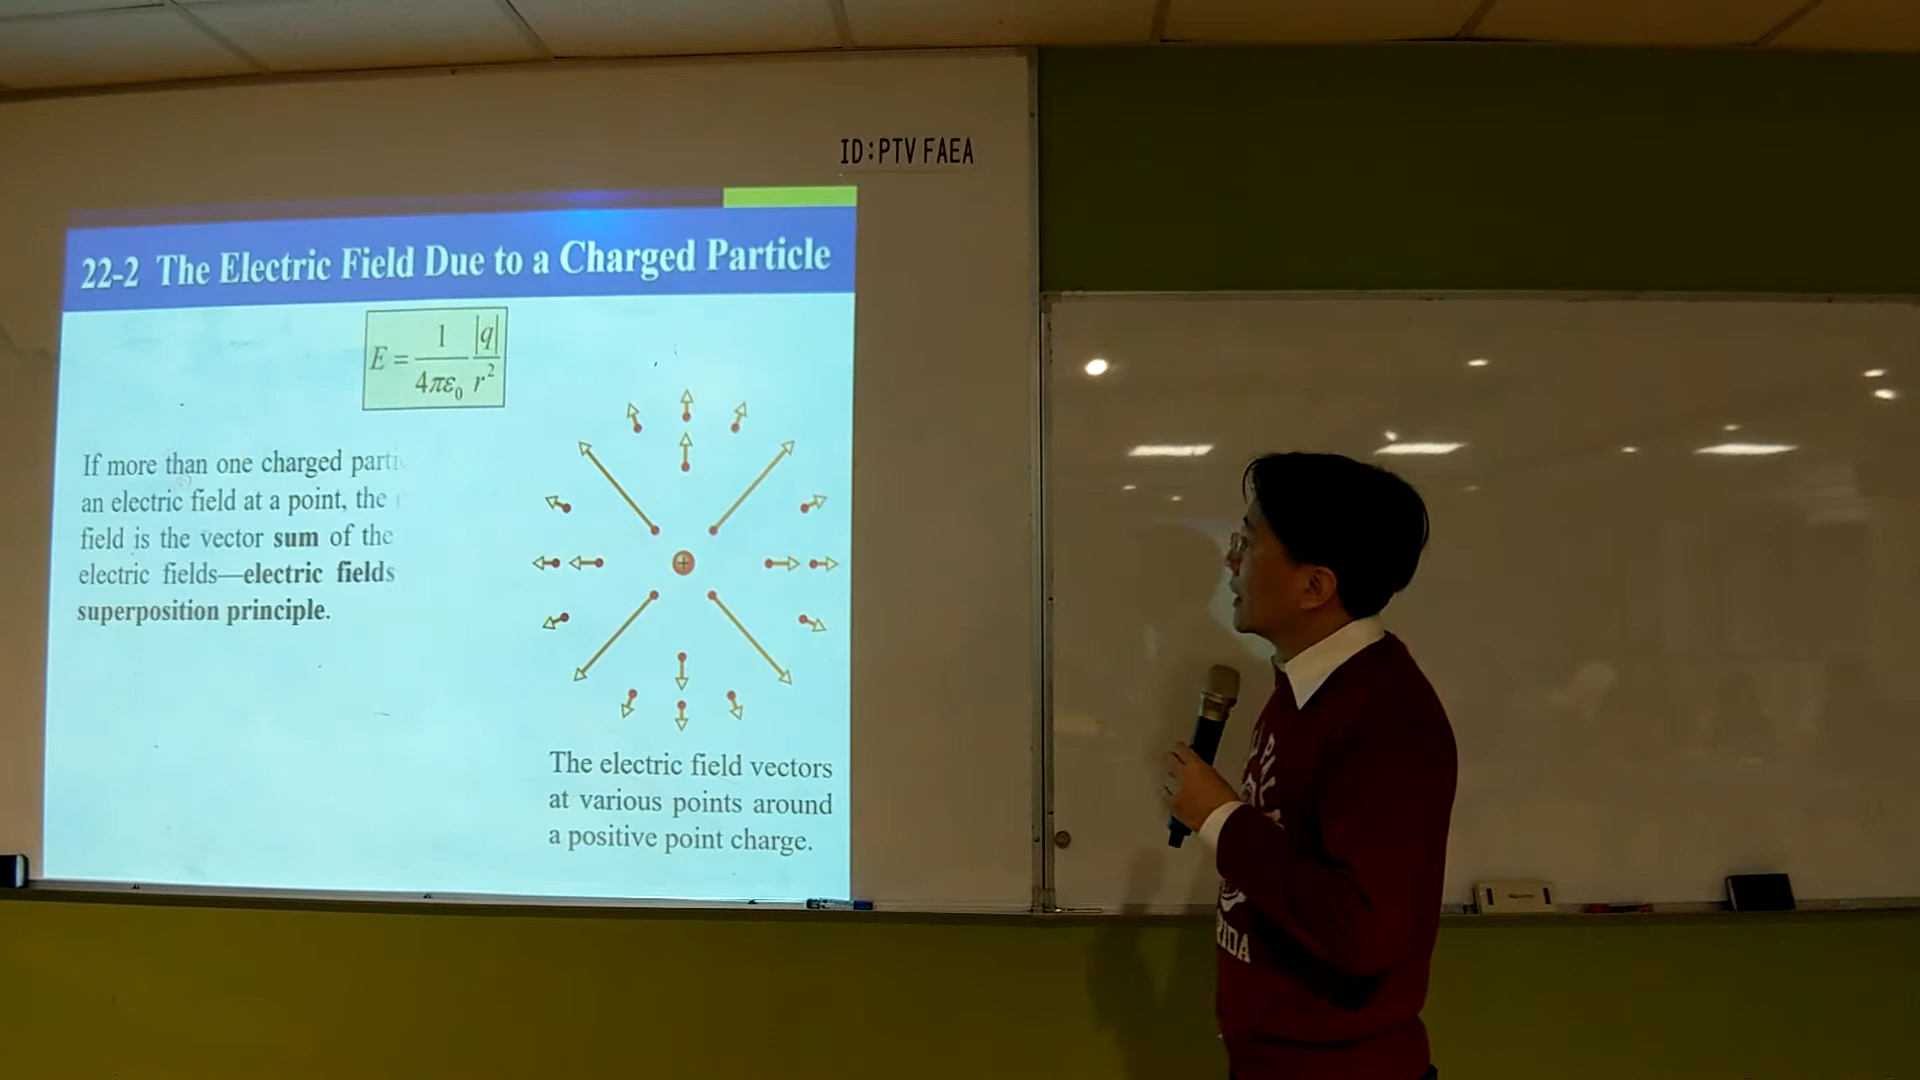 ID:PTV FAEA
22-2 The Electric Field Due to a Charged Particle
E = 1/4πε₀ |q|/r²
If more than one charged parti
an electric field at a point, the
field is the vector sum of the
electric fields—electric fields
superposition principle.
+
The electric field vectors
at various points around
a positive point charge.